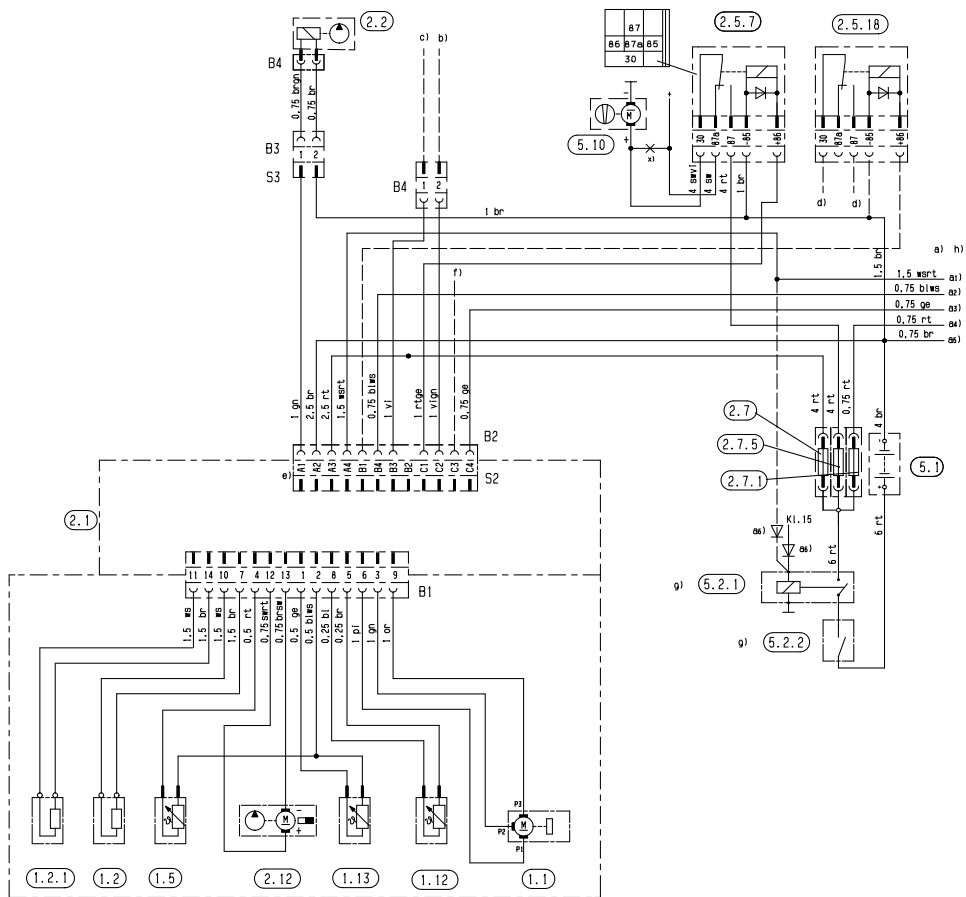 2.2
c) b)
87
86 87a 85
30
2.5.7
2.5.18
B4
0,75 brgn
0,75 br
- +
M
+
5.10
x)
30 87a 87 -85 +86
30 87a 87 -85 +86
B3
1 2
S3
B4
1 2
4 swvi
4 sw
4 rt
1 br
d) d)
1 br
1,5 br
a) h)
f)
1,5 wsrt a1)
0,75 blws a2)
0,75 ge a3)
0,75 rt a4)
0,75 br a5)
1 gn
2,5 br
2,5 rt
1,5 wsrt
0,75 blws
1 vi
1 rtge
1 vign
0,75 ge
4 rt
4 rt
0,75 rt
4 br
B2
e) A1 A2 A3 A4 B1 B4 B3 B2 C1 C2 C3 C4
S2
2.7
2.7.5
2.7.1
-
+
5.1
2.1
a6) Kl.15
a6)
6 rt
6 rt
11 14 10 7 4 12 13 1 2 8 5 6 3 9
B1
g) 5.2.1
g) 5.2.2
1,5 ws
1,5 br
1,5 ws
1,5 br
0,5 rt
0,75 swrt
0,75 brsw
0,5 ge
0,5 blws
0,25 bl
0,25 br
1 pi
1 gn
1 or
ϑ
M
-
+
ϑ
ϑ
P3
P2
M
P1
1.2.1
1.2
1.5
2.12
1.13
1.12
1.1